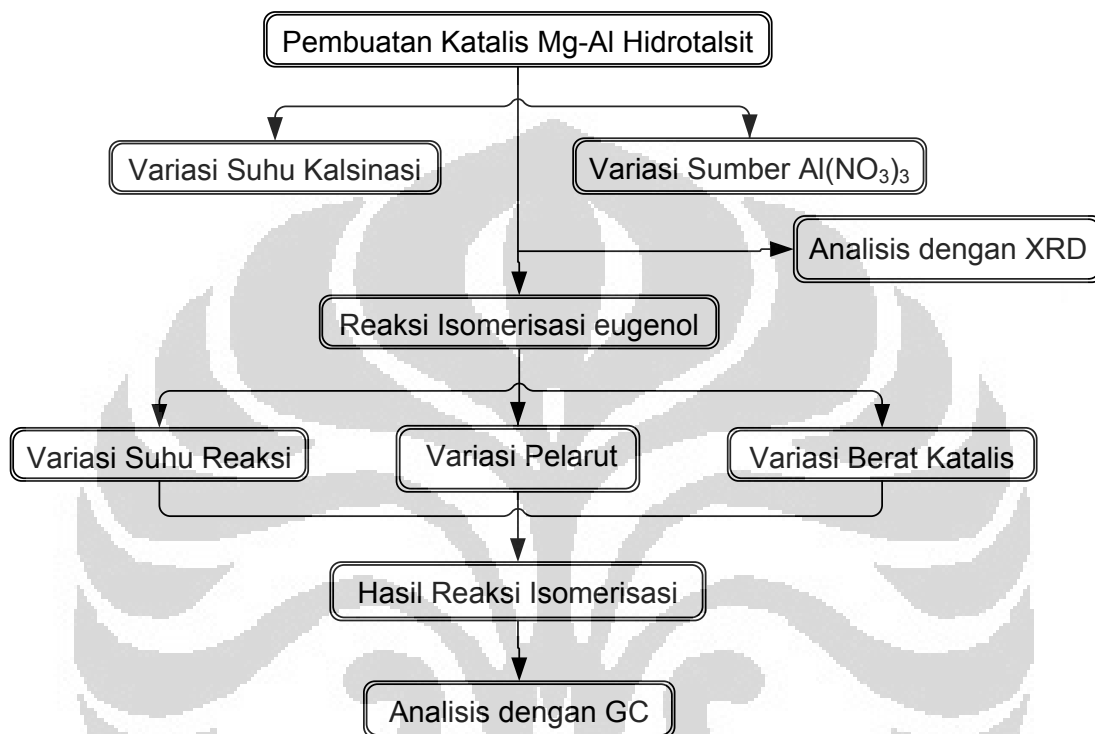 Pembuatan Katalis Mg-Al Hidrotalsit
Variasi Suhu Kalsinasi
Variasi Sumber Al(NO₃)₃
Analisis dengan XRD
Reaksi Isomerisasi eugenol
Variasi Suhu Reaksi
Variasi Pelarut
Variasi Berat Katalis
Hasil Reaksi Isomerisasi
Analisis dengan GC